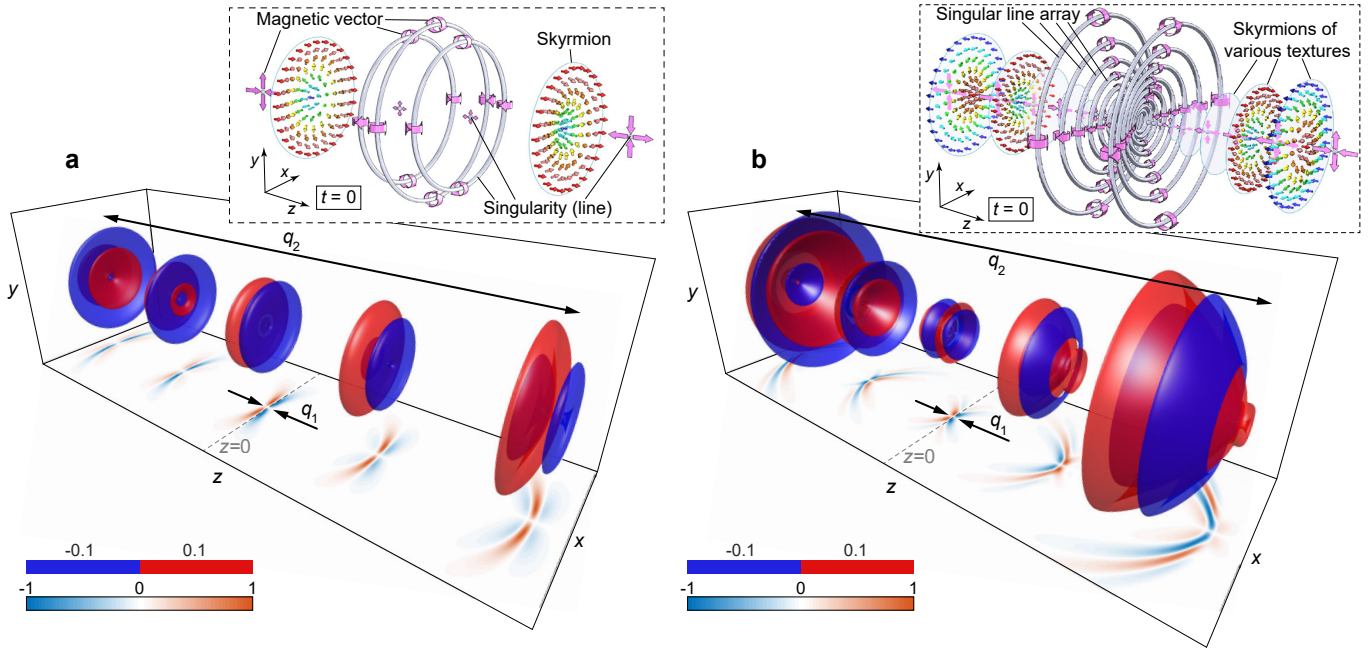 a
Magnetic vector
Skyrmion
Singularity (line)
y
x
z
t = 0
y
q2
q1
z=0
z
x
-0.1 0.1
-1 0 1
b
Singular line array
Skyrmions of
various textures
y
x
z
t = 0
y
q2
q1
z=0
z
x
-0.1 0.1
-1 0 1